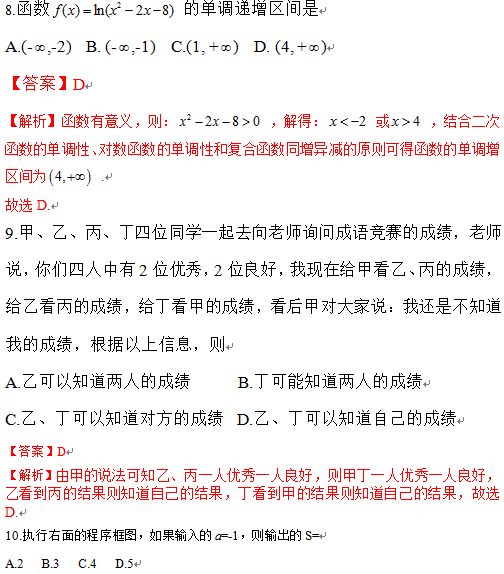 8.函数 f(x)=ln(x²−2x−8) 的单调递增区间是
A.(-∞,-2) B. (-∞,-1) C.(1, +∞) D. (4, +∞)
【答案】D
【解析】函数有意义，则：x²−2x−8>0 ，解得：x<−2 或x>4 ，结合二次
函数的单调性、对数函数的单调性和复合函数同增异减的原则可得函数的单调增
区间为(4,+∞) .
故选 D.
9.甲、乙、丙、丁四位同学一起去向老师询问成语竞赛的成绩，老师
说，你们四人中有 2 位优秀，2 位良好，我现在给甲看乙、丙的成绩，
给乙看丙的成绩，给丁看甲的成绩，看后甲对大家说：我还是不知道
我的成绩，根据以上信息，则
A.乙可以知道两人的成绩 B.丁可能知道两人的成绩
C.乙、丁可以知道对方的成绩 D.乙、丁可以知道自己的成绩
【答案】D
【解析】由甲的说法可知乙、丙一人优秀一人良好，则甲丁一人优秀一人良好，
乙看到丙的结果则知道自己的结果，丁看到甲的结果则知道自己的结果，故选
D.
10.执行右面的程序框图，如果输入的 a=-1，则输出的 S=
A.2 B.3 C.4 D.5